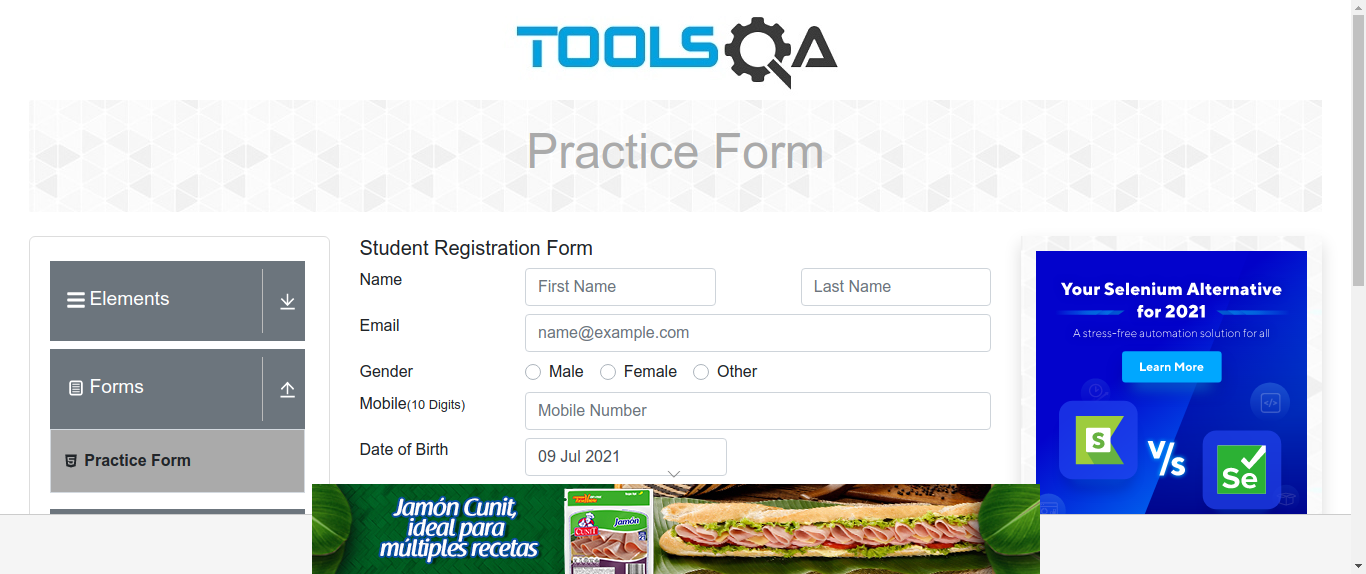 TOOLSQA
Practice Form
Elements
Forms
Practice Form
Student Registration Form
Name
First Name
Last Name
Email
name@example.com
Gender
Male
Female
Other
Mobile(10 Digits)
Mobile Number
Date of Birth
09 Jul 2021
Your Selenium Alternative
for 2021
A stress-free automation solution for all
Learn More
S
V/s
Se
Jamón Cunit,
ideal para
múltiples recetas
CUNIT
Jamón